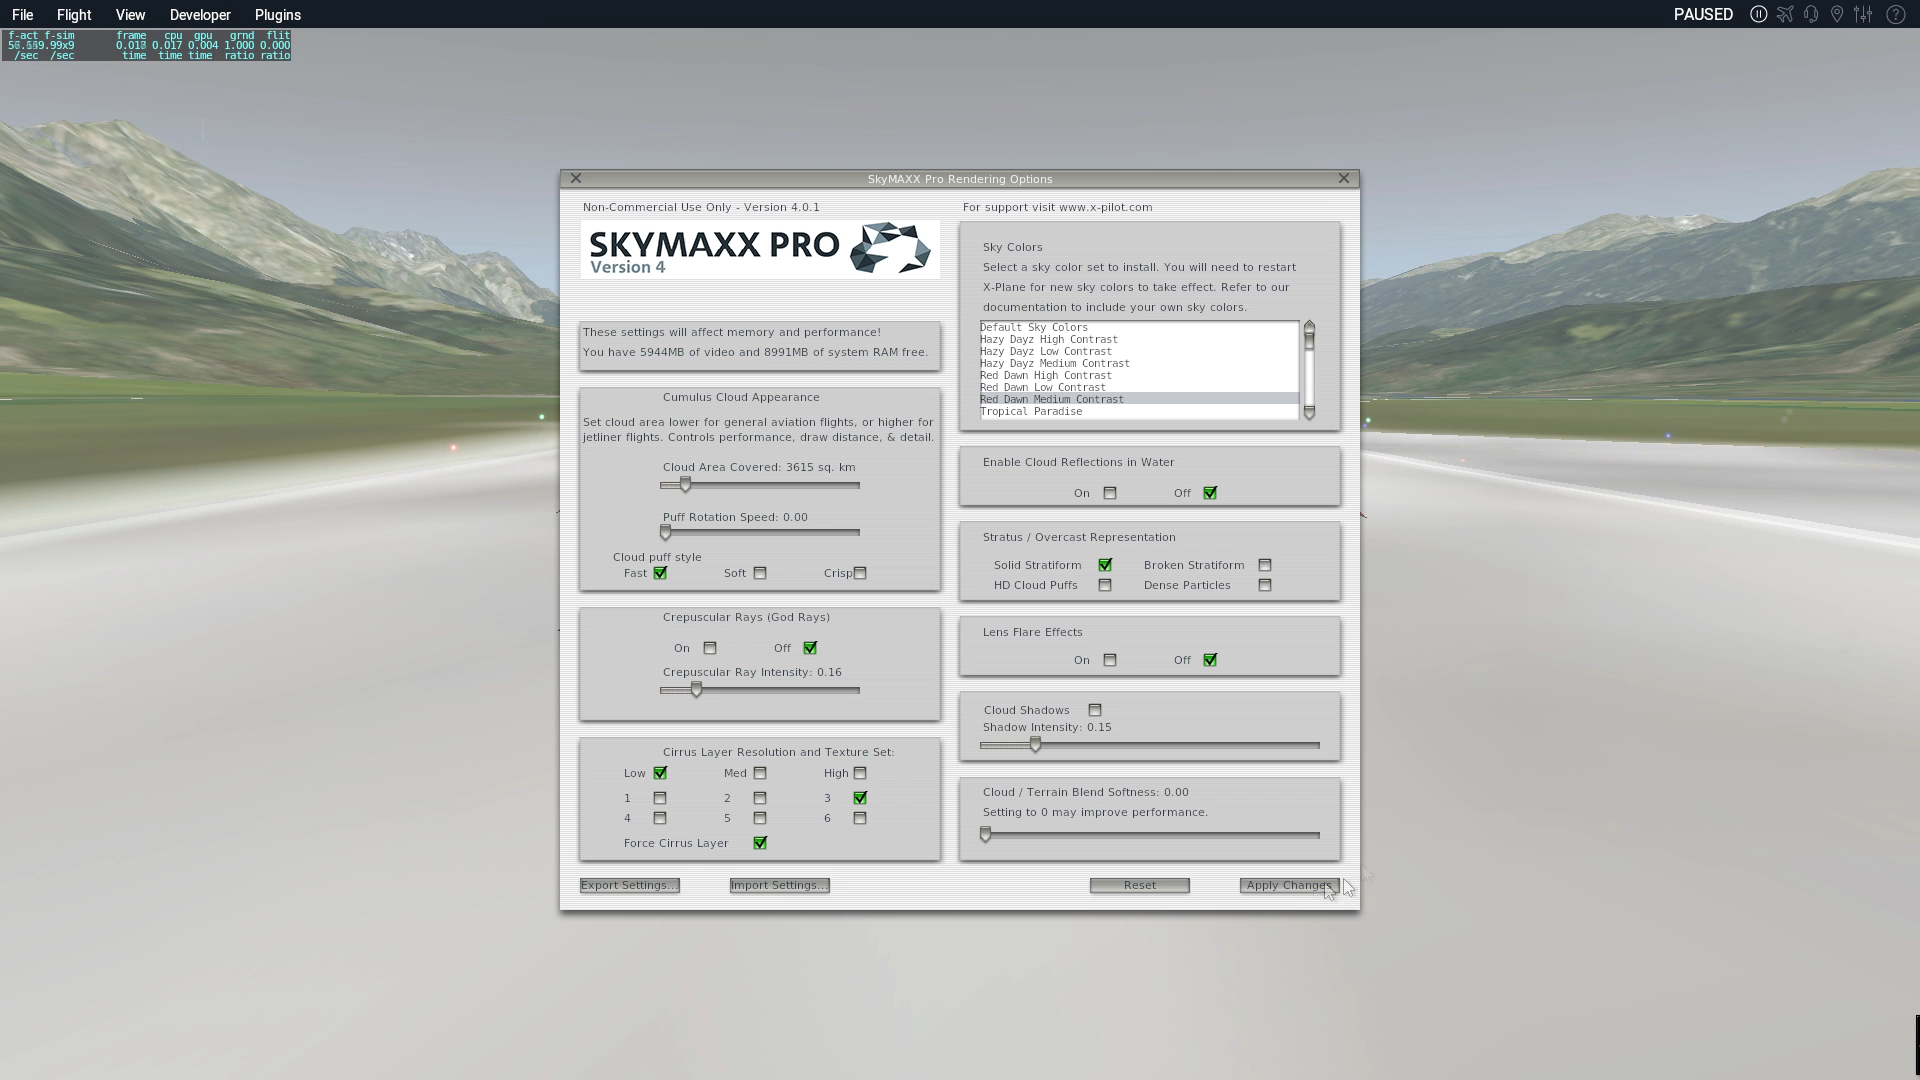 File Flight View Developer Plugins
PAUSED
f-act f-sim frame cpu gpu grnd flit
0.017 0.004 1.000 0.000
/sec /sec time time time ratio ratio
SkyMAXX Pro Rendering Options
Non-Commercial Use Only - Version 4.0.1
SKYMAXX PRO
Version 4
These settings will affect memory and performance!
You have 5944MB of video and 8991MB of system RAM free.
Cumulus Cloud Appearance
Set cloud area lower for general aviation flights, or higher for
jetliner flights. Controls performance, draw distance, & detail.
Cloud Area Covered: 3615 sq. km
Puff Rotation Speed: 0.00
Cloud puff style
Fast Soft Crisp
Crepuscular Rays (God Rays)
On Off
Crepuscular Ray Intensity: 0.16
Cirrus Layer Resolution and Texture Set:
Low Med High
1 2 3
4 5 6
Force Cirrus Layer
Export Settings... Import Settings...
For support visit www.x-pilot.com
Sky Colors
Select a sky color set to install. You will need to restart
X-Plane for new sky colors to take effect. Refer to our
documentation to include your own sky colors.
Default Sky Colors
Hazy Dayz High Contrast
Hazy Dayz Low Contrast
Hazy Dayz Medium Contrast
Red Dawn High Contrast
Red Dawn Low Contrast
Red Dawn Medium Contrast
Tropical Paradise
Enable Cloud Reflections in Water
On Off
Stratus / Overcast Representation
Solid Stratiform Broken Stratiform
HD Cloud Puffs Dense Particles
Lens Flare Effects
On Off
Cloud Shadows
Shadow Intensity: 0.15
Cloud / Terrain Blend Softness: 0.00
Setting to 0 may improve performance.
Reset Apply Changes